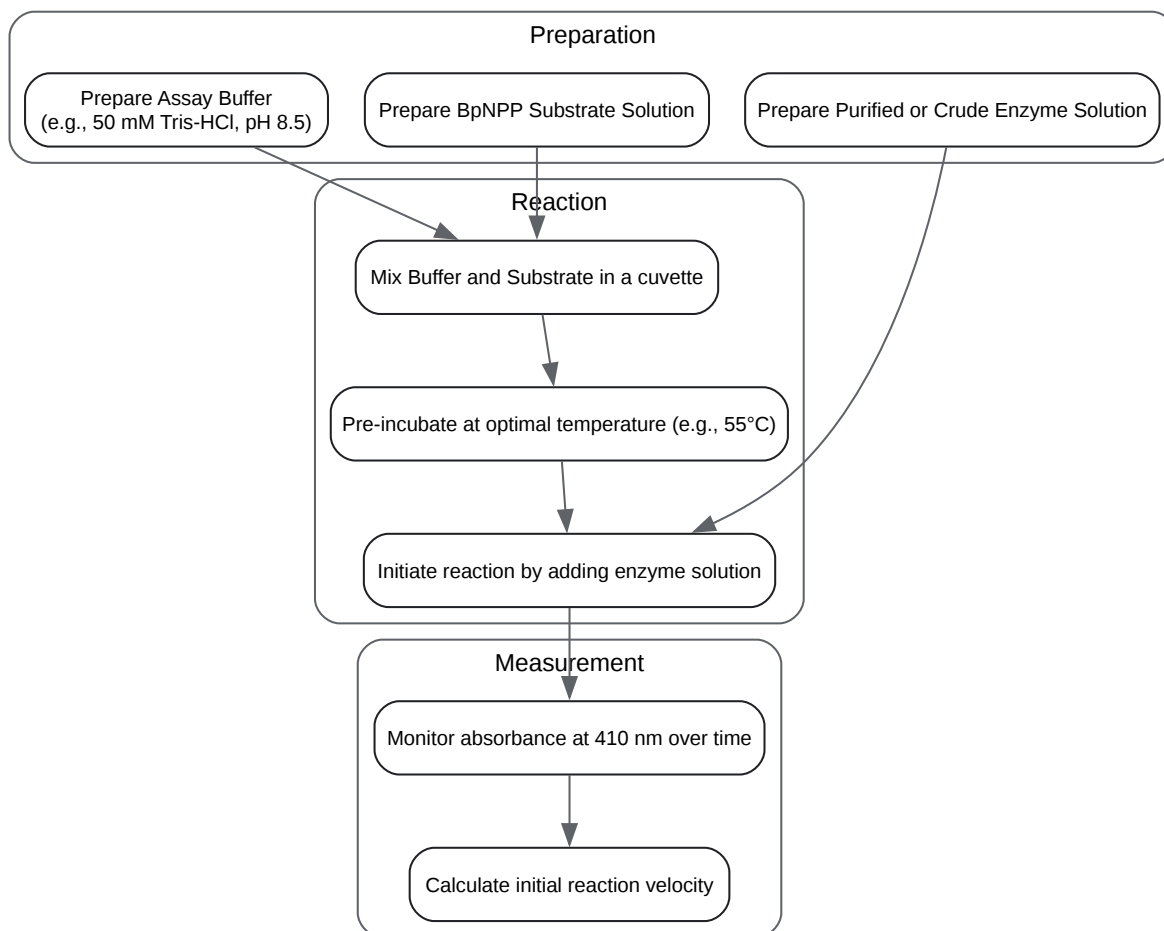 Preparation
Prepare Assay Buffer
(e.g., 50 mM Tris-HCl, pH 8.5)
Prepare BpNPP Substrate Solution
Prepare Purified or Crude Enzyme Solution
Reaction
Mix Buffer and Substrate in a cuvette
Pre-incubate at optimal temperature (e.g., 55°C)
Initiate reaction by adding enzyme solution
Measurement
Monitor absorbance at 410 nm over time
Calculate initial reaction velocity